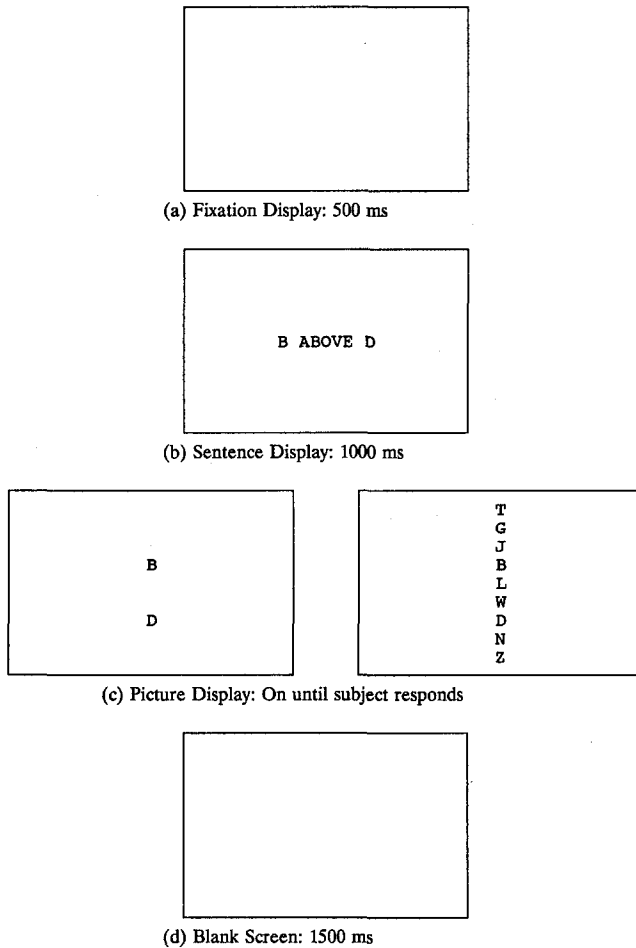 (a) Fixation Display: 500 ms
B ABOVE D
(b) Sentence Display: 1000 ms
B
D
T
G
J
B
L
W
D
N
Z
(c) Picture Display: On until subject responds
(d) Blank Screen: 1500 ms